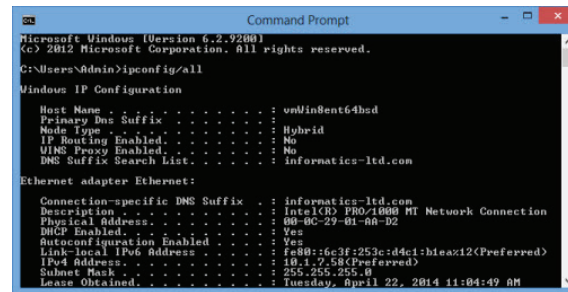 Command Prompt
Microsoft Windows [Version 6.2.9200]
(c) 2012 Microsoft Corporation. All rights reserved.
C:\Users\Admin>ipconfig/all
Windows IP Configuration
Host Name . . . . . . . . . . . . : vmWin8ent64bsd
Primary Dns Suffix . . . . . . . :
Node Type . . . . . . . . . . . . : Hybrid
IP Routing Enabled. . . . . . . . : No
WINS Proxy Enabled. . . . . . . . : No
DNS Suffix Search List. . . . . . : informatics-ltd.com
Ethernet adapter Ethernet:
Connection-specific DNS Suffix . : informatics-ltd.com
Description . . . . . . . . . . . : Intel(R) PRO/1000 MT Network Connection
Physical Address. . . . . . . . . : 00-0C-29-01-AA-D2
DHCP Enabled. . . . . . . . . . . : Yes
Autoconfiguration Enabled . . . . : Yes
Link-local IPv6 Address . . . . . : fe80::6c3f:253c:d4c1:b1ea%12(Preferred)
IPv4 Address. . . . . . . . . . . : 10.1.7.58(Preferred)
Subnet Mask . . . . . . . . . . . : 255.255.255.0
Lease Obtained. . . . . . . . . . : Tuesday, April 22, 2014 11:04:49 AM